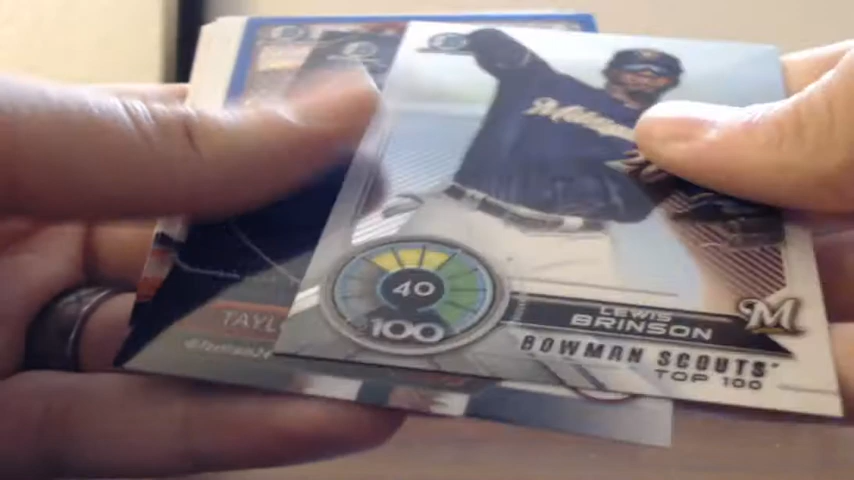 40
100
LEWIS
BRINSON
M
BOWMAN SCOUTS'
TOP 100
TAYL